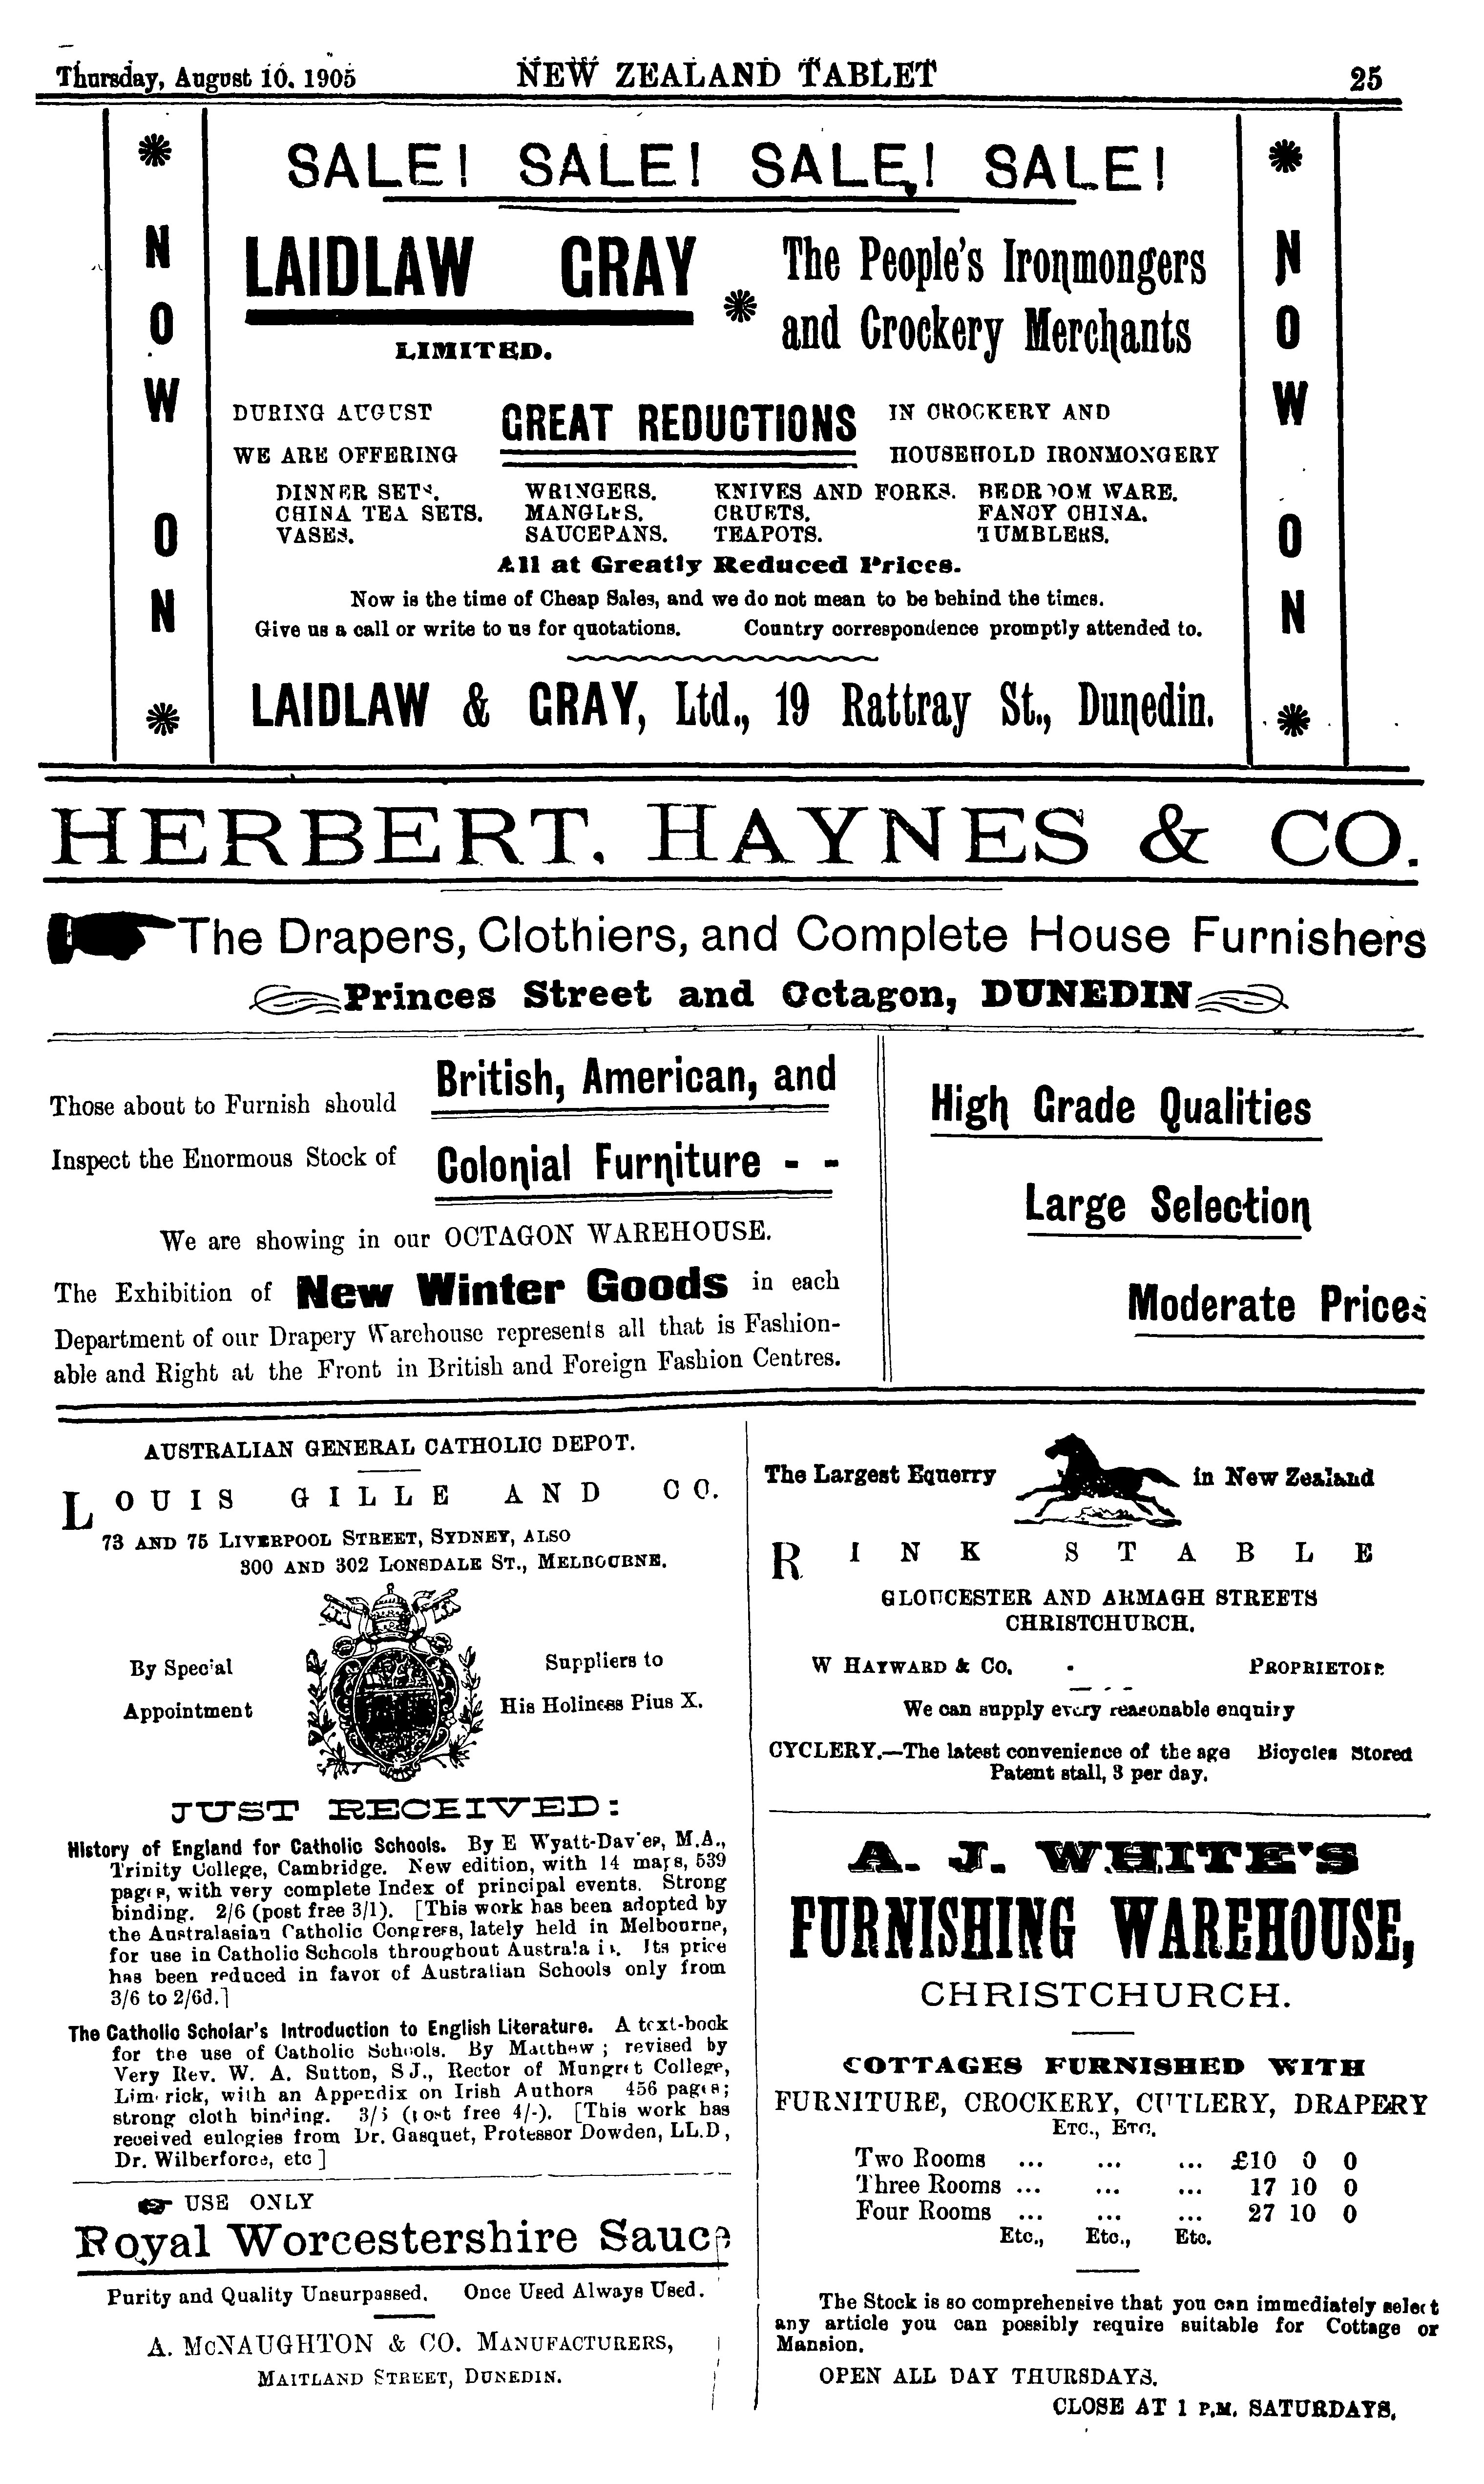 Thursday, August 10, 1905
NEW ZEALAND TABLET
25
NOW ON
SALE! SALE! SALE! SALE!
LAIDLAW GRAY
LIMITED.
The People's Ironmongers
and Crockery Merchants
DURING AUGUST
WE ARE OFFERING
GREAT REDUCTIONS
IN CROCKERY AND
HOUSEHOLD IRONMONGERY
DINNER SETS. WRINGERS. KNIVES AND FORKS. BEDROOM WARE.
CHINA TEA SETS. MANGLES. CRUETS. FANCY CHINA.
VASES. SAUCEPANS. TEAPOTS. TUMBLERS.
All at Greatly Reduced Prices.
Now is the time of Cheap Sales, and we do not mean to be behind the times.
Give us a call or write to us for quotations. Country correspondence promptly attended to.
LAIDLAW & GRAY, Ltd., 19 Rattray St., Dunedin.
NOW ON
HERBERT, HAYNES & CO.
The Drapers, Clothiers, and Complete House Furnishers
Princes Street and Octagon, DUNEDIN
Those about to Furnish should
Inspect the Enormous Stock of
British, American, and
Colonial Furniture - -
We are showing in our OCTAGON WAREHOUSE.
The Exhibition of New Winter Goods in each
Department of our Drapery Warehouse represents all that is Fashion-
able and Right at the Front in British and Foreign Fashion Centres.
High Grade Qualities
Large Selection
Moderate Prices
AUSTRALIAN GENERAL CATHOLIC DEPOT.
LOUIS GILLE AND CO.
73 AND 75 LIVERPOOL STREET, SYDNEY, ALSO
300 AND 302 LONSDALE ST., MELBOURNE.
By Special
Appointment
Suppliers to
His Holiness Pius X.
JUST RECEIVED:
History of England for Catholic Schools. By E Wyatt-Davies, M.A.,
Trinity College, Cambridge. New edition, with 14 maps, 539
pages, with very complete Index of principal events. Strong
binding. 2/6 (post free 3/1). [This work has been adopted by
the Australasian Catholic Congress, lately held in Melbourne,
for use in Catholic Schools throughout Australasia. Its price
has been reduced in favor of Australian Schools only from
3/6 to 2/6d.]
The Catholic Scholar's Introduction to English Literature. A text-book
for the use of Catholic Schools. By Matthew; revised by
Very Rev. W. A. Sutton, S J., Rector of Mungret College,
Limerick, with an Appendix on Irish Authors 456 pages;
strong cloth binding. (post free 4/-). [This work has
received eulogies from Dr. Gasquet, Professor Dowden, LL.D,
Dr. Wilberforce, etc]
USE ONLY
Royal Worcestershire Sauce
Purity and Quality Unsurpassed. Once Used Always Used.
A. McNAUGHTON & CO. MANUFACTURERS,
MAITLAND STREET, DUNEDIN.
The Largest Equerry in New Zealand
RINK STABLE
GLOUCESTER AND ARMAGH STREETS
CHRISTCHURCH.
W HAYWARD & Co. - PROPRIETORS
We can supply every reasonable enquiry
CYCLERY.—The latest convenience of the age Bicycles Stored
Patent stall, 3 per day.
A. J. WHITE'S
FURNISHING WAREHOUSE,
CHRISTCHURCH.
COTTAGES FURNISHED WITH
FURNITURE, CROCKERY, CUTLERY, DRAPERY
ETC., ETC.
Two Rooms ... ... ... £10 0 0
Three Rooms ... ... ... 17 10 0
Four Rooms ... ... ... 27 10 0
Etc., Etc., Etc.
The Stock is so comprehensive that you can immediately select
any article you can possibly require suitable for Cottage or
Mansion.
OPEN ALL DAY THURSDAYS.
CLOSE AT 1 P.M. SATURDAYS.